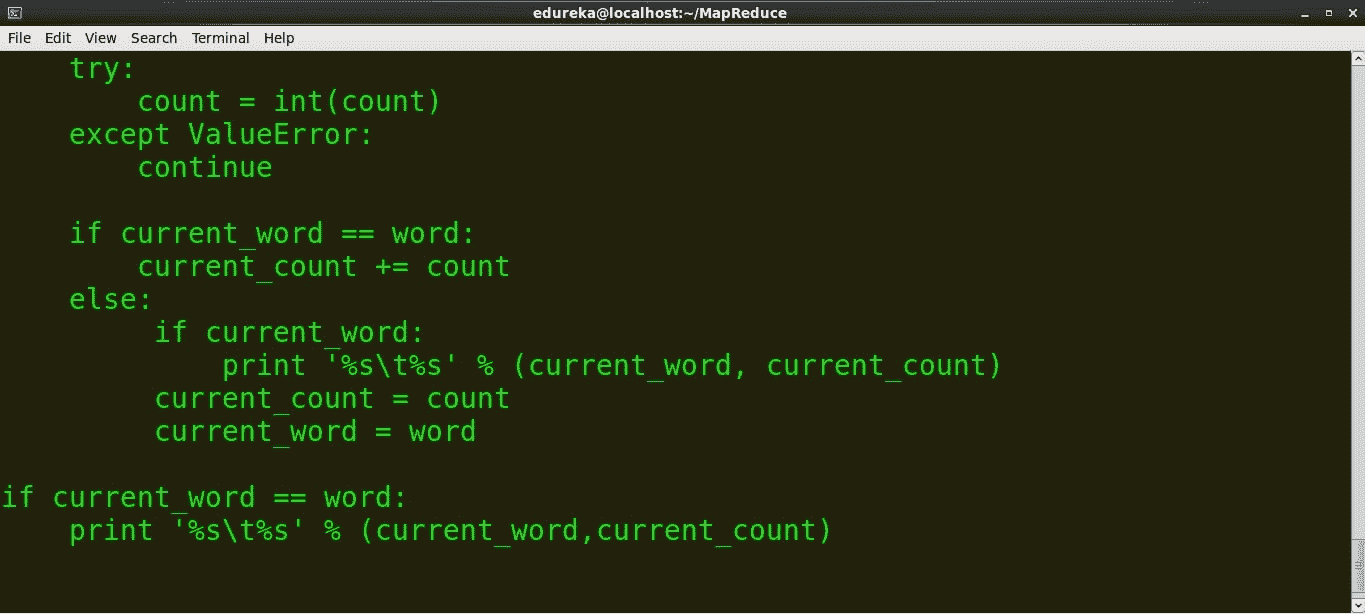 edureka@localhost:~/MapReduce
File Edit View Search Terminal Help
    try:
        count = int(count)
    except ValueError:
        continue

    if current_word == word:
        current_count += count
    else:
         if current_word:
             print '%s\t%s' % (current_word, current_count)
         current_count = count
         current_word = word

if current_word == word:
    print '%s\t%s' % (current_word,current_count)